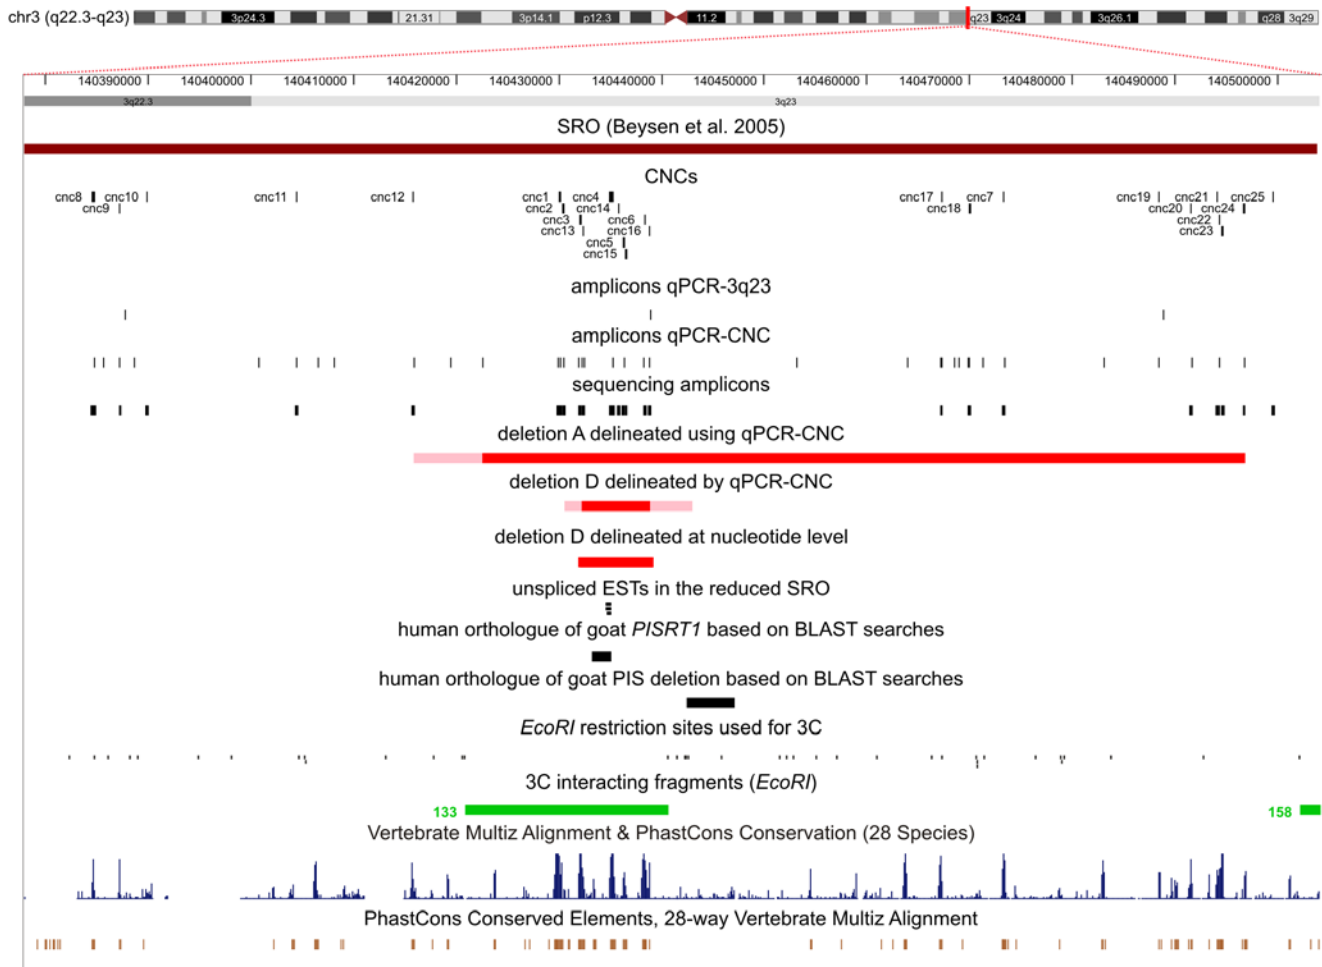 chr3 (q22.3-q23) 3p24.3 21.31 3p14.1 p12.3 11.2 q23 3q24 3q26.1 q28 3q29
140390000 140400000 140410000 140420000 140430000 140440000 140450000 140460000 140470000 140480000 140490000 140500000
3q22.3 3q23
SRO (Beysen et al. 2005)
CNCs
cnc8 cnc10 cnc11 cnc12 cnc1 cnc4 cnc17 cnc7 cnc19 cnc21 cnc25
cnc9 cnc2 cnc14 cnc18 cnc20 cnc24
cnc3 cnc6 cnc22
cnc13 cnc16 cnc23
cnc5
cnc15
amplicons qPCR-3q23
amplicons qPCR-CNC
sequencing amplicons
deletion A delineated using qPCR-CNC
deletion D delineated by qPCR-CNC
deletion D delineated at nucleotide level
unspliced ESTs in the reduced SRO
human orthologue of goat PISRT1 based on BLAST searches
human orthologue of goat PIS deletion based on BLAST searches
EcoRI restriction sites used for 3C
3C interacting fragments (EcoRI)
133 158
Vertebrate Multiz Alignment & PhastCons Conservation (28 Species)
PhastCons Conserved Elements, 28-way Vertebrate Multiz Alignment